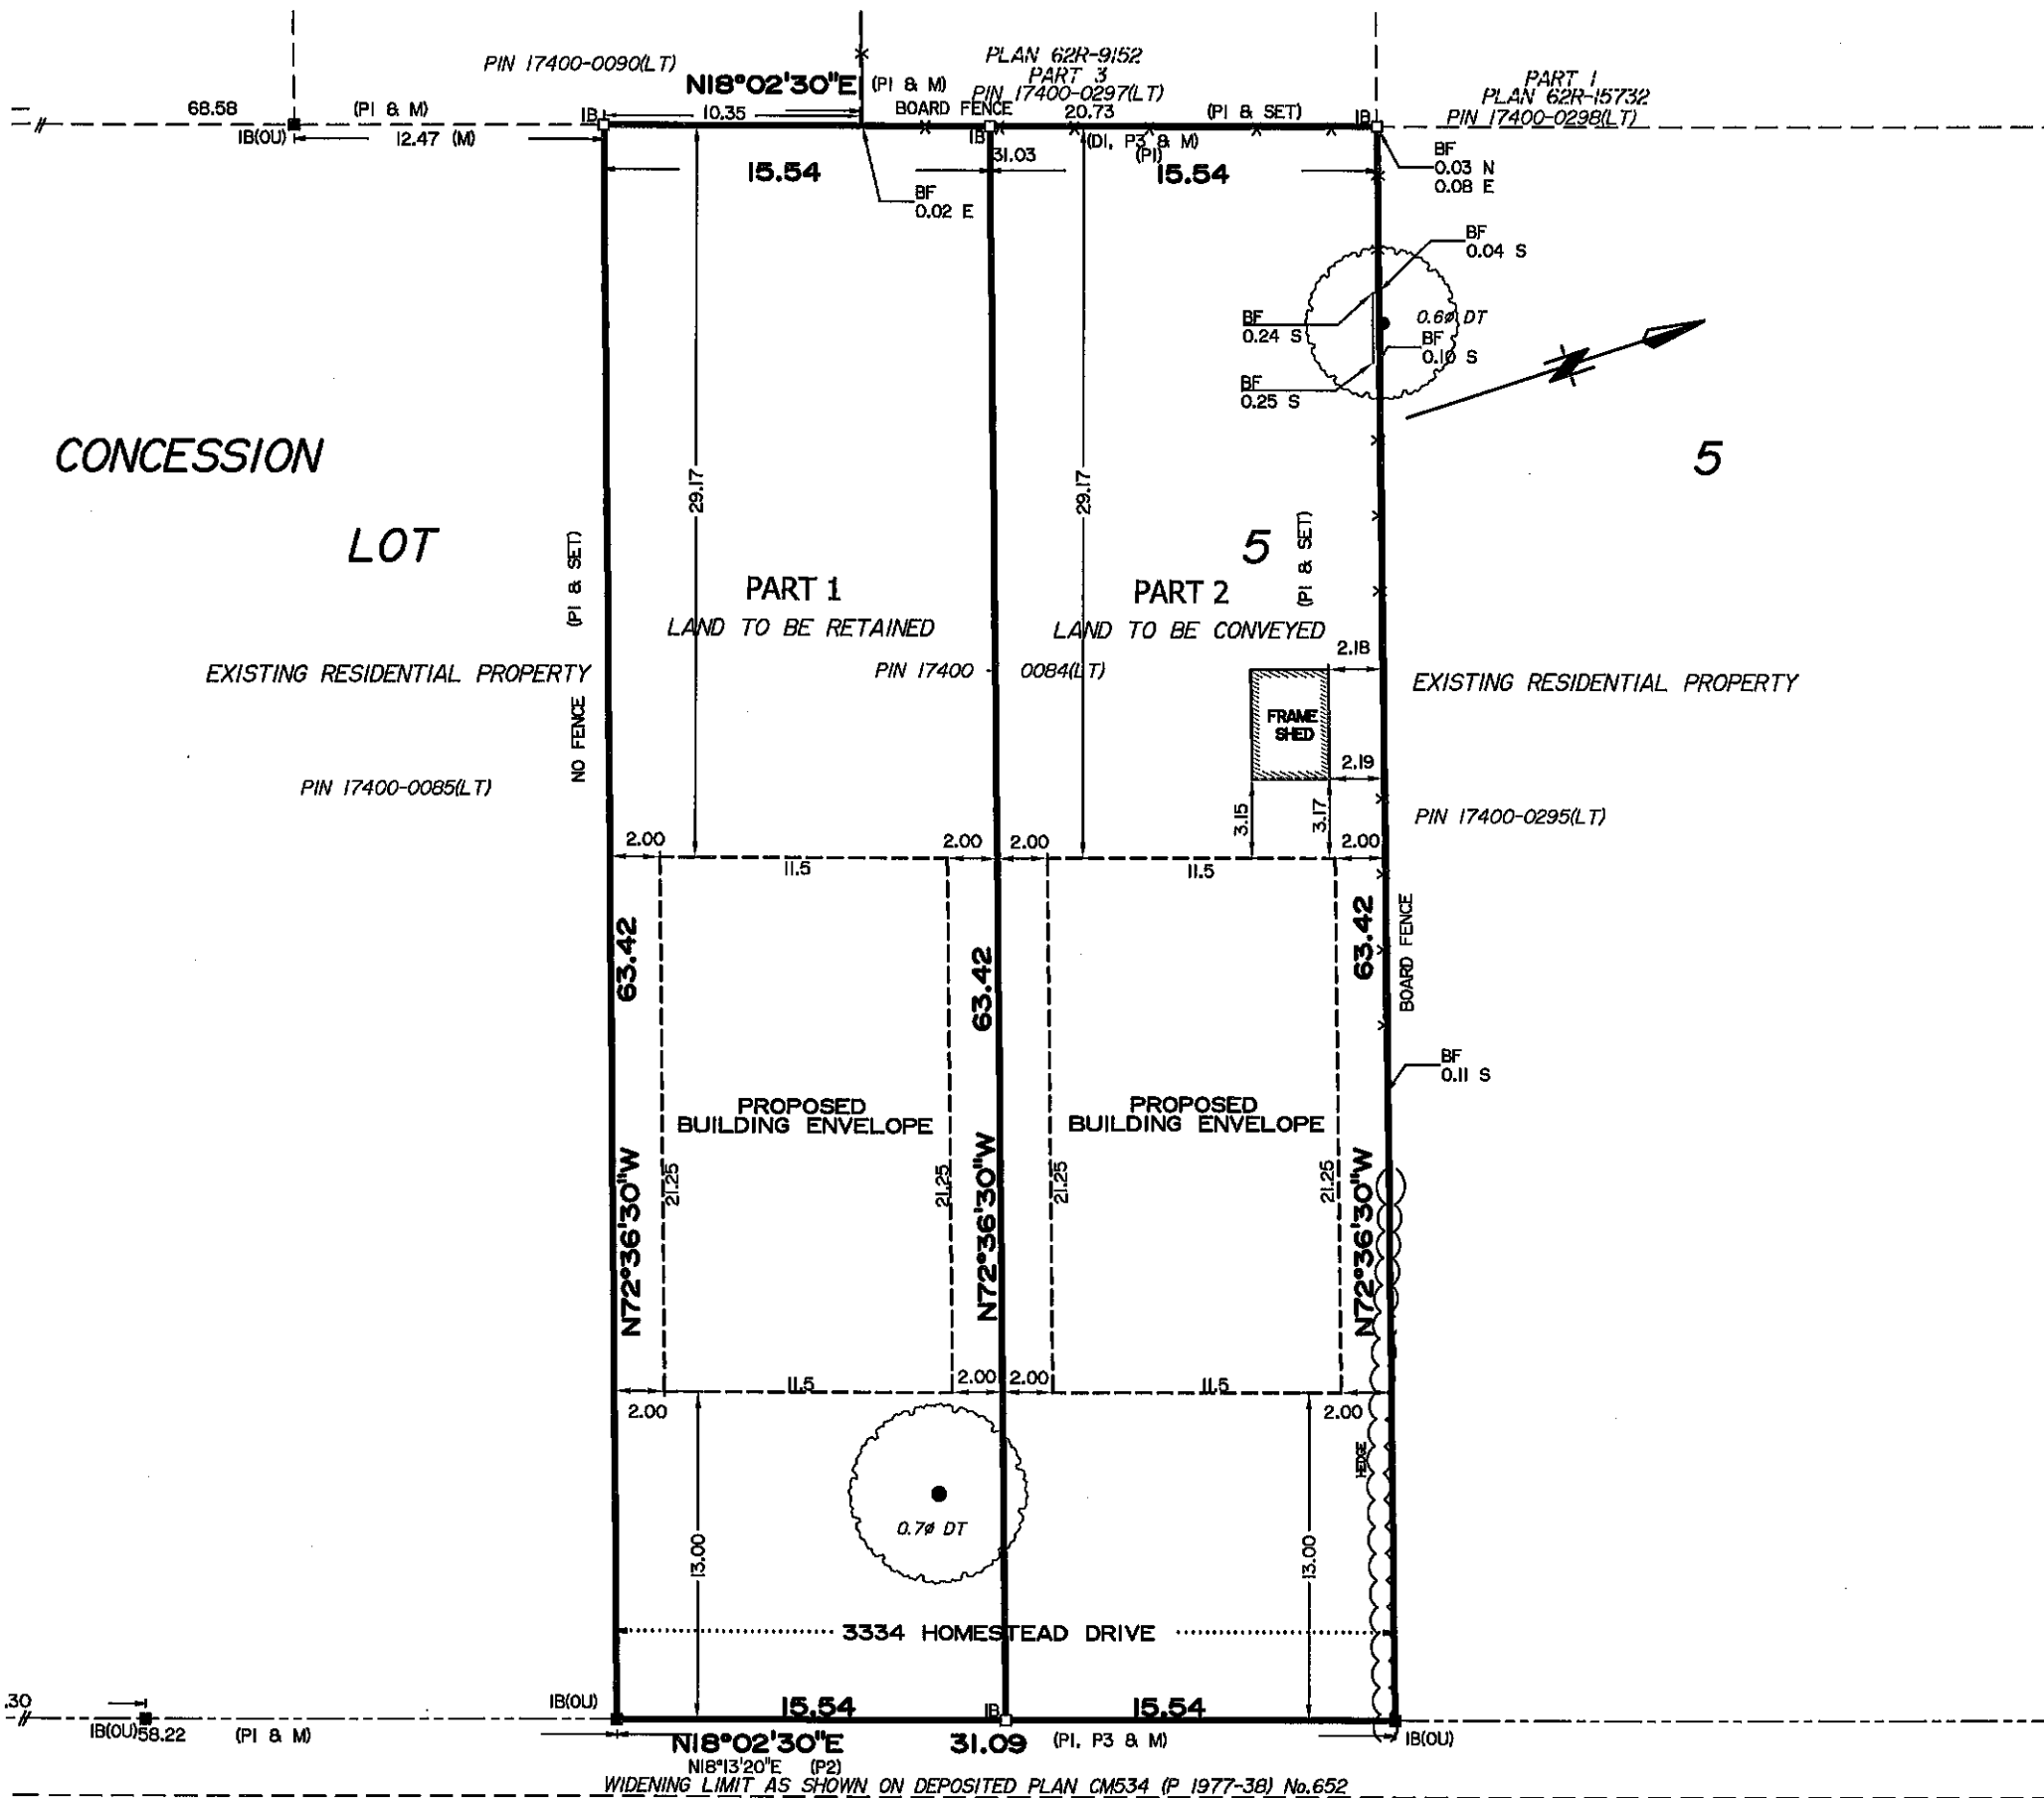 PIN 17400-0090(LT)
PLAN 62R-9152
PART 3
PIN 17400-0297(LT)
PART 1
PLAN 62R-15732
PIN 17400-0298(LT)
N18°02'30"E (P1 & M)
68.58 (P1 & M)
IB
10.35
BOARD FENCE
20.73
(P1 & SET)
IB
IB(OU)
12.47 (M)
IB
31.03
(D1, P3 & M)
(P1)
15.54
15.54
BF
0.02 E
BF
0.03 N
0.08 E
BF
0.04 S
BF
0.24 S
0.6ø DT
BF
0.10 S
BF
0.25 S
CONCESSION
5
LOT
5
29.17
29.17
(P1 & SET)
(P1 & SET)
PART 1
LAND TO BE RETAINED
PART 2
LAND TO BE CONVEYED
PIN 17400 - 0084(LT)
EXISTING RESIDENTIAL PROPERTY
EXISTING RESIDENTIAL PROPERTY
NO FENCE
2.18
FRAME
SHED
2.19
PIN 17400-0085(LT)
PIN 17400-0295(LT)
3.15
3.17
2.00
2.00
2.00
2.00
11.5
11.5
63.42
63.42
63.42
BOARD FENCE
BF
0.11 S
PROPOSED
BUILDING ENVELOPE
PROPOSED
BUILDING ENVELOPE
N72°36'30"W
21.25
21.25
N72°36'30"W
21.25
21.25
N72°36'30"W
11.5
2.00
2.00
11.5
2.00
2.00
HEDGE
0.7ø DT
13.00
13.00
3334 HOMESTEAD DRIVE
.30
IB(OU)
58.22 (P1 & M)
IB(OU)
15.54
IB
15.54
IB(OU)
N18°02'30"E
31.09 (P1, P3 & M)
N18°13'20"E (P2)
WIDENING LIMIT AS SHOWN ON DEPOSITED PLAN CM534 (P 1977-38) No.652